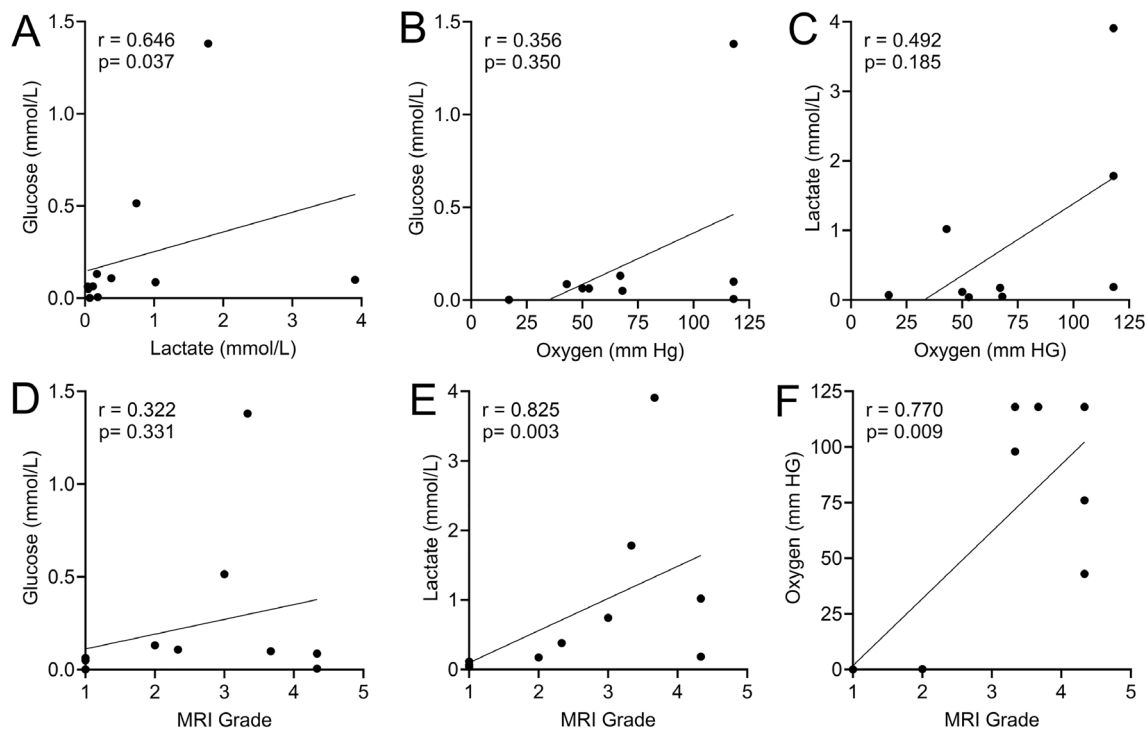 A
r = 0.646
p= 0.037
Glucose (mmol/L)
1.5
1.0
0.5
0.0
0 1 2 3 4
Lactate (mmol/L)
B
r = 0.356
p= 0.350
Glucose (mmol/L)
1.5
1.0
0.5
0.0
0 25 50 75 100 125
Oxygen (mm Hg)
C
r = 0.492
p= 0.185
Lactate (mmol/L)
4
3
2
1
0
0 25 50 75 100 125
Oxygen (mm HG)
D
r = 0.322
p= 0.331
Glucose (mmol/L)
1.5
1.0
0.5
0.0
1 2 3 4 5
MRI Grade
E
r = 0.825
p= 0.003
Lactate (mmol/L)
4
3
2
1
0
1 2 3 4 5
MRI Grade
F
r = 0.770
p= 0.009
Oxygen (mm HG)
125
100
75
50
25
0
1 2 3 4 5
MRI Grade